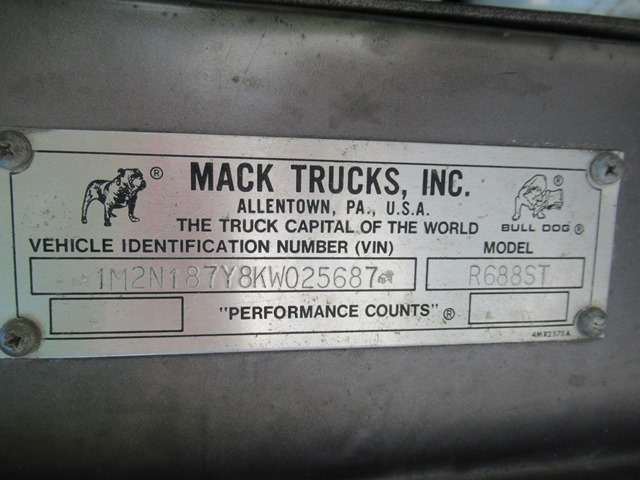 MACK TRUCKS, INC.
ALLENTOWN, PA., U.S.A.
THE TRUCK CAPITAL OF THE WORLD
BULL DOG ®
VEHICLE IDENTIFICATION NUMBER (VIN) MODEL
1M2N187Y8KW025687 R688ST
"PERFORMANCE COUNTS" ®